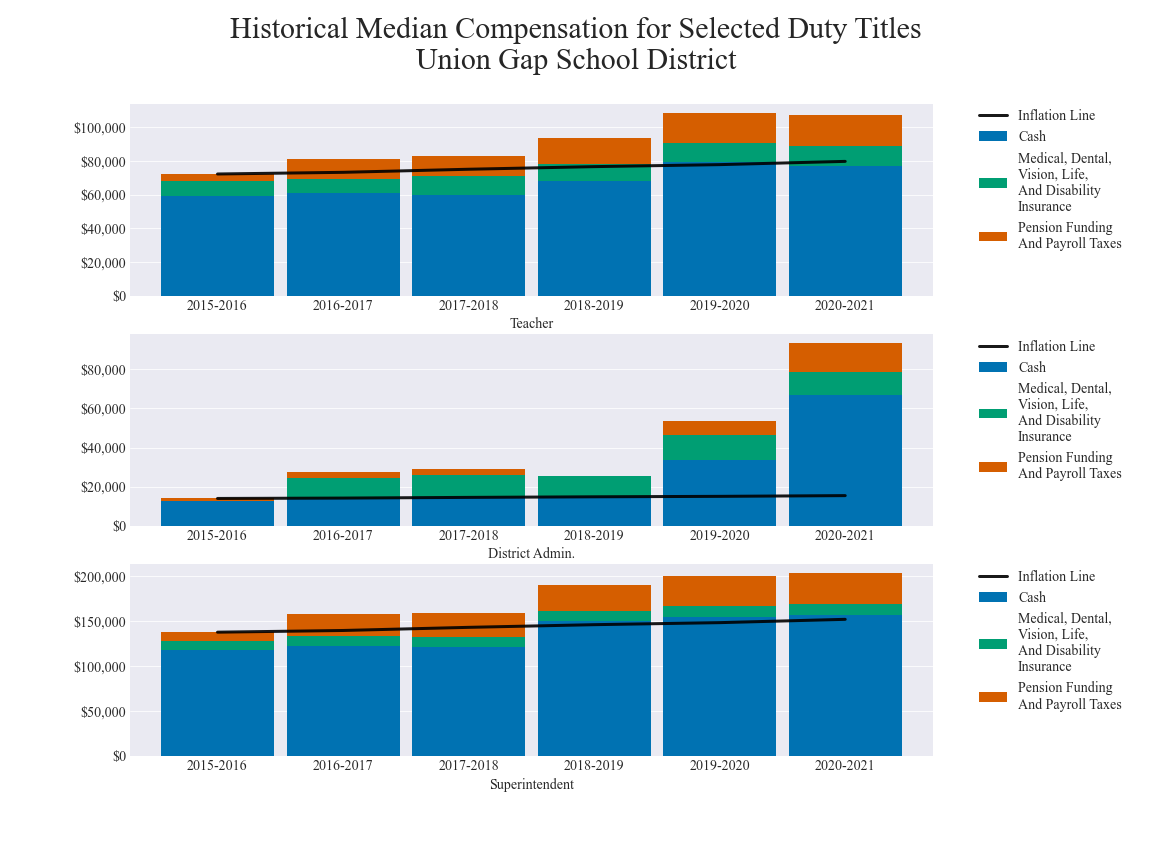 Historical Median Compensation for Selected Duty Titles
Union Gap School District
$100,000
$80,000
$60,000
$40,000
$20,000
$0
2015-2016
2016-2017
2017-2018
2018-2019
2019-2020
2020-2021
Teacher
Inflation Line
Cash
Medical, Dental,
Vision, Life,
And Disability
Insurance
Pension Funding
And Payroll Taxes
$80,000
$60,000
$40,000
$20,000
$0
2015-2016
2016-2017
2017-2018
2018-2019
2019-2020
2020-2021
District Admin.
Inflation Line
Cash
Medical, Dental,
Vision, Life,
And Disability
Insurance
Pension Funding
And Payroll Taxes
$200,000
$150,000
$100,000
$50,000
$0
2015-2016
2016-2017
2017-2018
2018-2019
2019-2020
2020-2021
Superintendent
Inflation Line
Cash
Medical, Dental,
Vision, Life,
And Disability
Insurance
Pension Funding
And Payroll Taxes